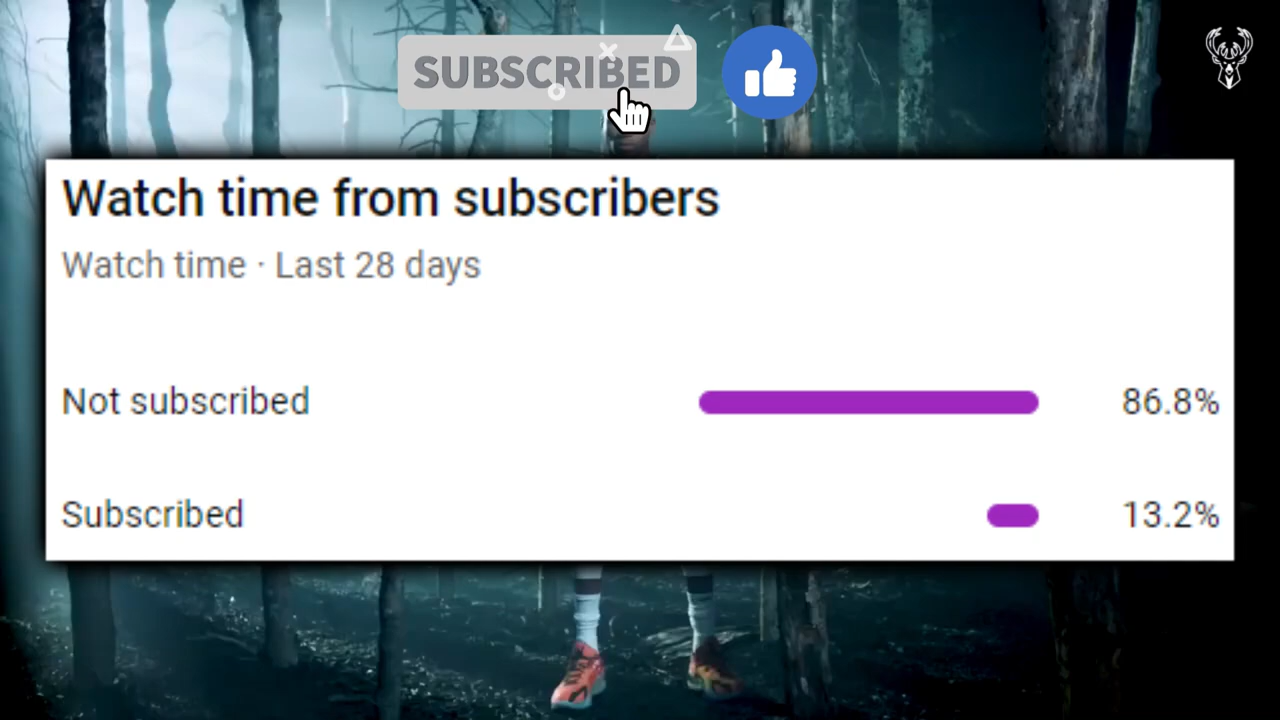 SUBSCRIBED
Watch time from subscribers
Watch time · Last 28 days
Not subscribed 86.8%
Subscribed 13.2%